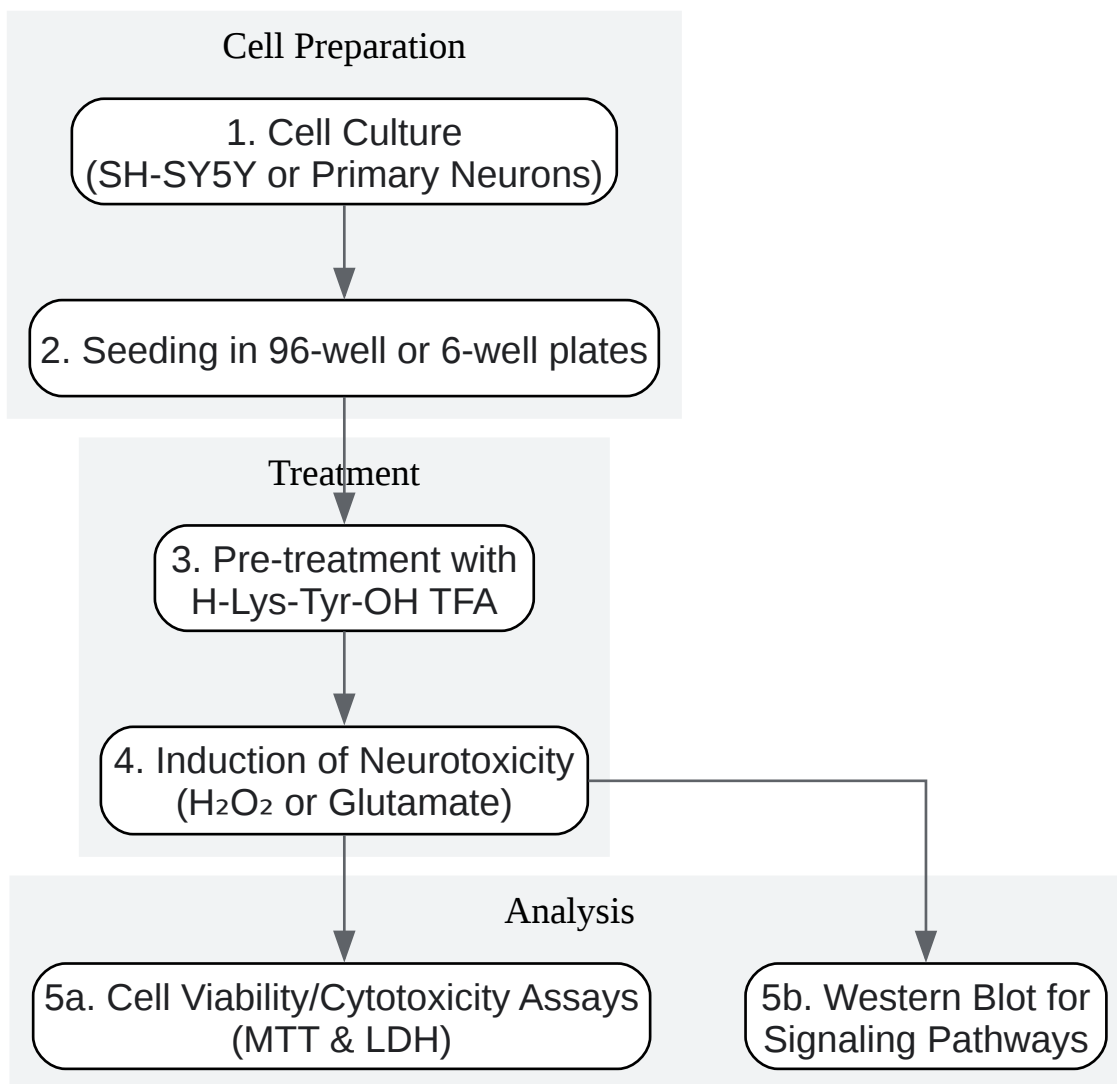 Cell Preparation
1. Cell Culture
(SH-SY5Y or Primary Neurons)
2. Seeding in 96-well or 6-well plates
Treatment
3. Pre-treatment with
H-Lys-Tyr-OH TFA
4. Induction of Neurotoxicity
(H₂O₂ or Glutamate)
Analysis
5a. Cell Viability/Cytotoxicity Assays
(MTT & LDH)
5b. Western Blot for
Signaling Pathways